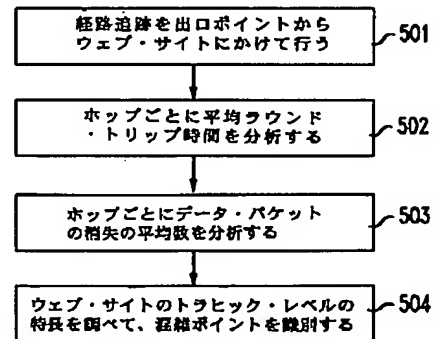 経路追跡を出口ポイントから
ウェブ・サイトにかけて行う
501
ホップごとに平均ラウンド
・トリップ時間を分析する
502
ホップごとにデータ・パケット
の消失の平均数を分析する
503
ウェブ・サイトのトラヒック・レベルの
特長を調べて、混雑ポイントを識別する
504